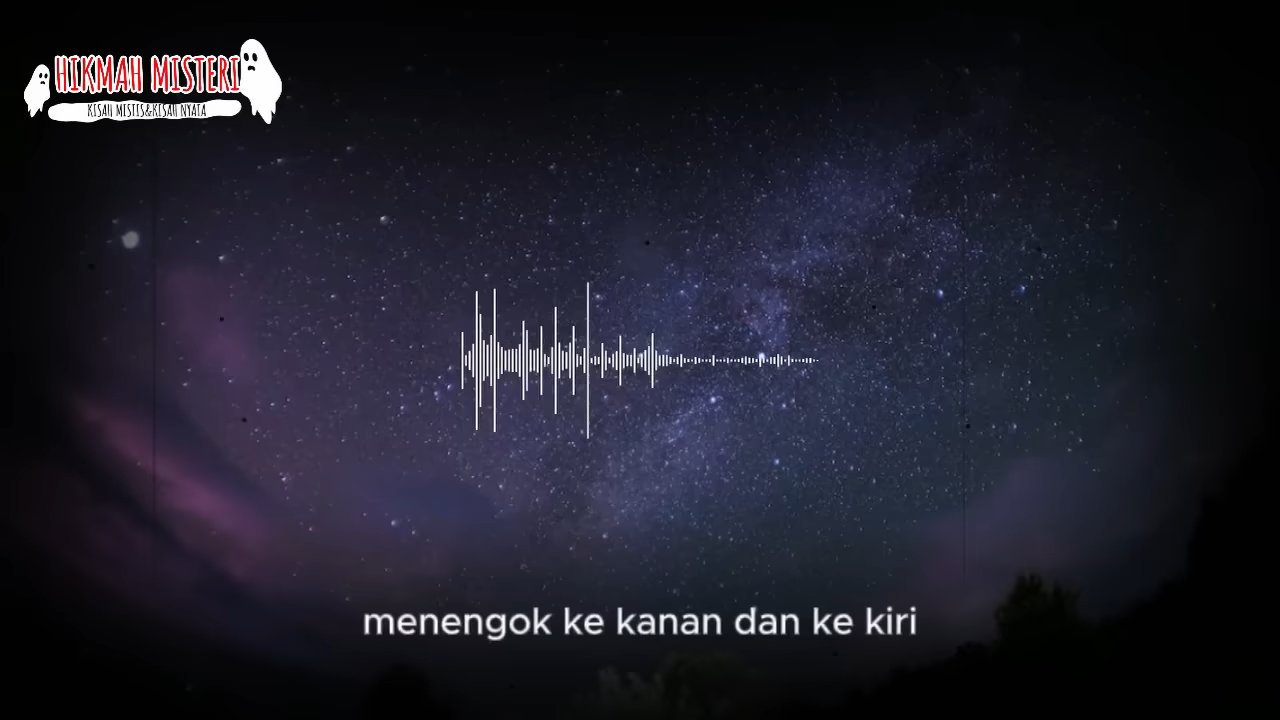 HIKMAH MISTERI
KISAH MISTIS&KISAH NYATA
menengok ke kanan dan ke kiri